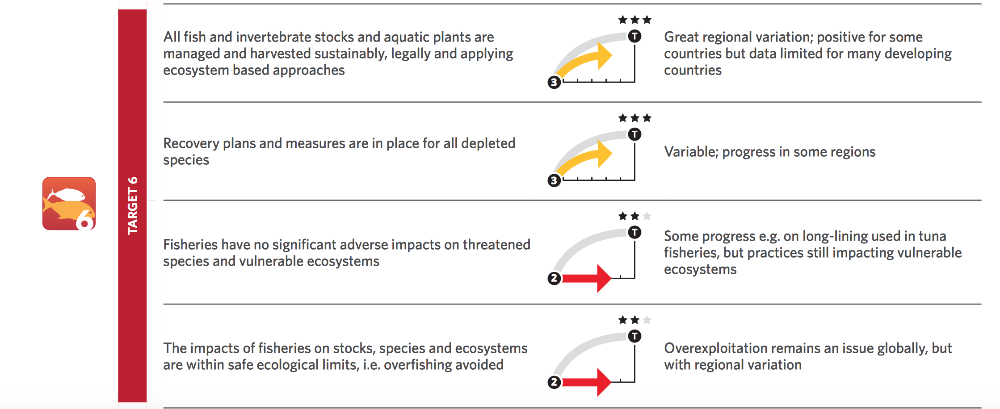 6
TARGET 6
All fish and invertebrate stocks and aquatic plants are
managed and harvested sustainably, legally and applying
ecosystem based approaches
T
3
Great regional variation; positive for some
countries but data limited for many developing
countries
Recovery plans and measures are in place for all depleted
species
T
3
Variable; progress in some regions
Fisheries have no significant adverse impacts on threatened
species and vulnerable ecosystems
T
2
Some progress e.g. on long-lining used in tuna
fisheries, but practices still impacting vulnerable
ecosystems
The impacts of fisheries on stocks, species and ecosystems
are within safe ecological limits, i.e. overfishing avoided
T
2
Overexploitation remains an issue globally, but
with regional variation